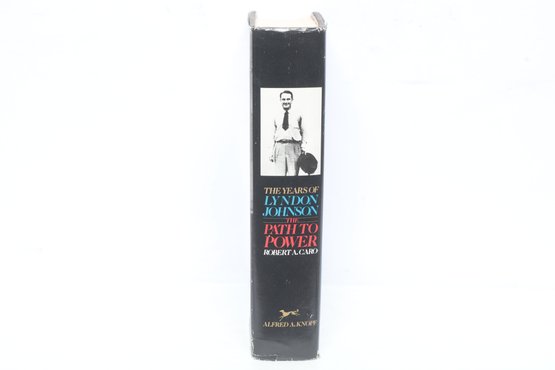 THE YEARS OF
LYNDON
JOHNSON
THE
PATH TO
POWER
ROBERT A. CARO
ALFRED A. KNOPF